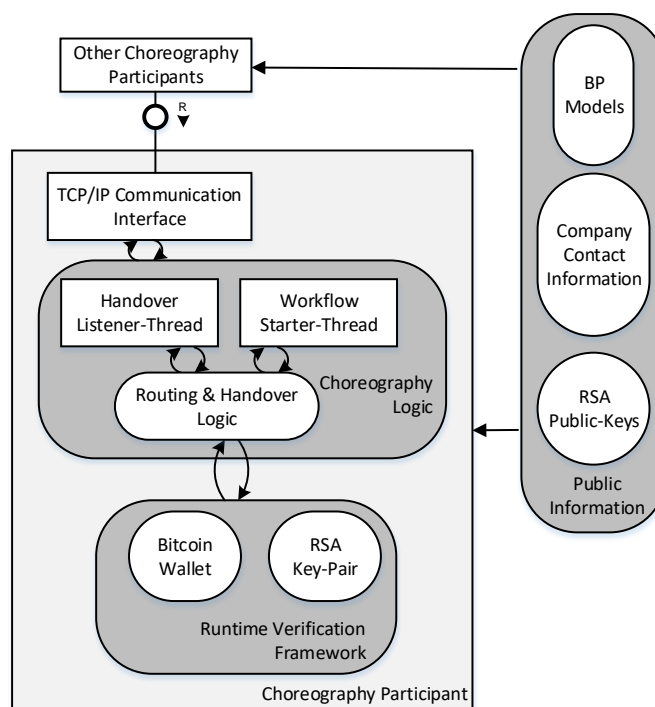 Other Choreography
Participants
R
TCP/IP Communication
Interface
Handover
Listener-Thread
Workflow
Starter-Thread
Routing & Handover
Logic
Choreography
Logic
Bitcoin
Wallet
RSA
Key-Pair
Runtime Verification
Framework
Choreography Participant
BP
Models
Company
Contact
Information
RSA
Public-Keys
Public
Information